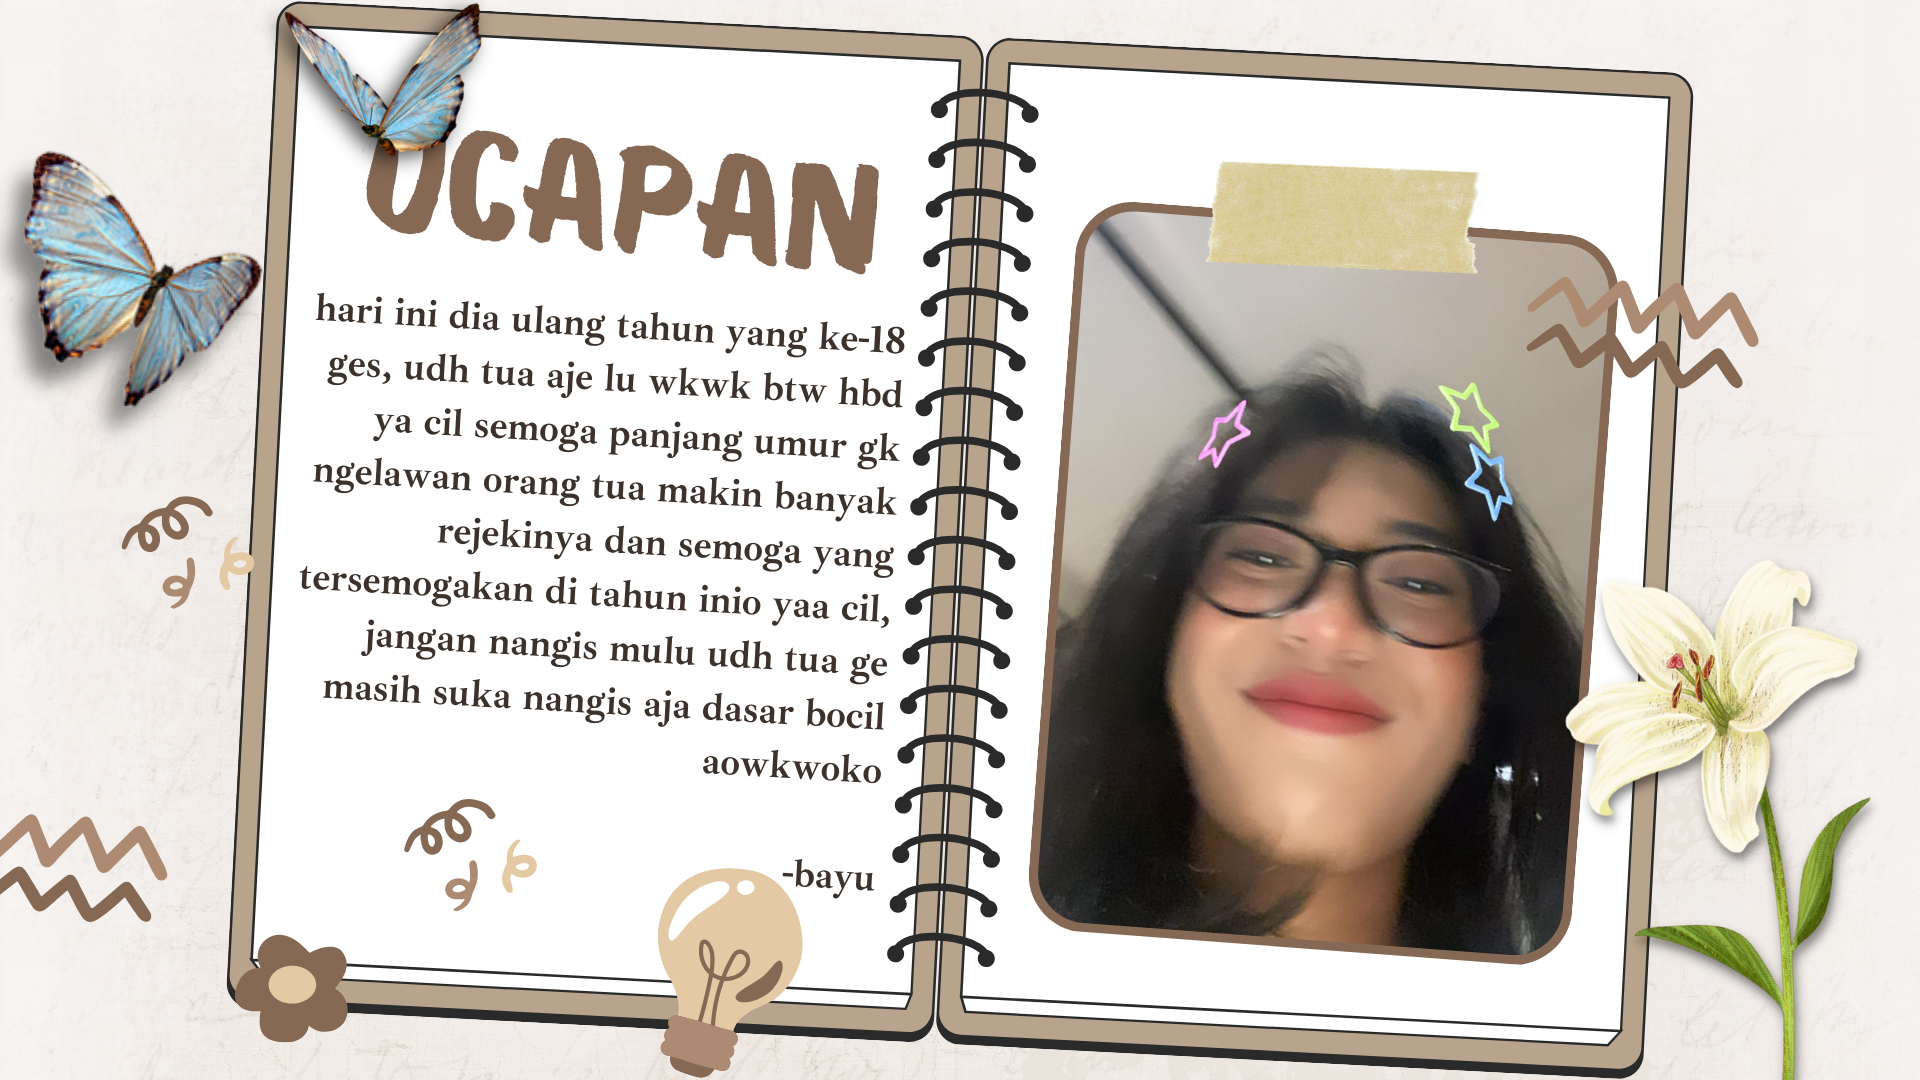 UCAPAN
hari ini dia ulang tahun yang ke-18
ges, udh tua aje lu wkwk btw hbd
ya cil semoga panjang umur gk
ngelawan orang tua makin banyak
rejekinya dan semoga yang
tersemogakan di tahun inio yaa cil,
jangan nangis mulu udh tua ge
masih suka nangis aja dasar bocil
aowkwoko
-bayu